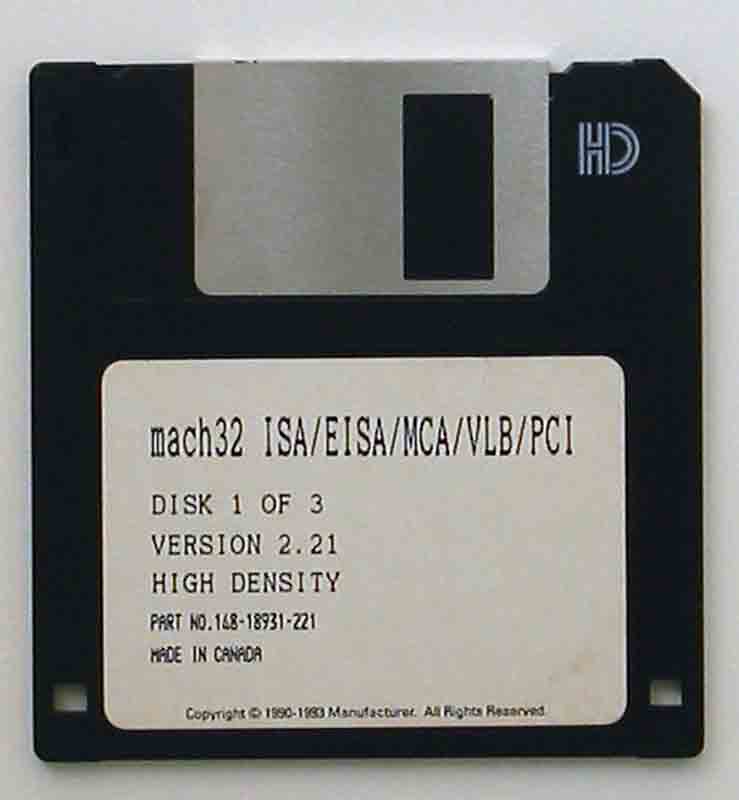 HD
mach32 ISA/EISA/MCA/VLB/PCI
DISK 1 OF 3
VERSION 2.21
HIGH DENSITY
PART NO.148-18931-221
MADE IN CANADA
Copyright © 1990-1993 Manufacturer. All Rights Reserved.